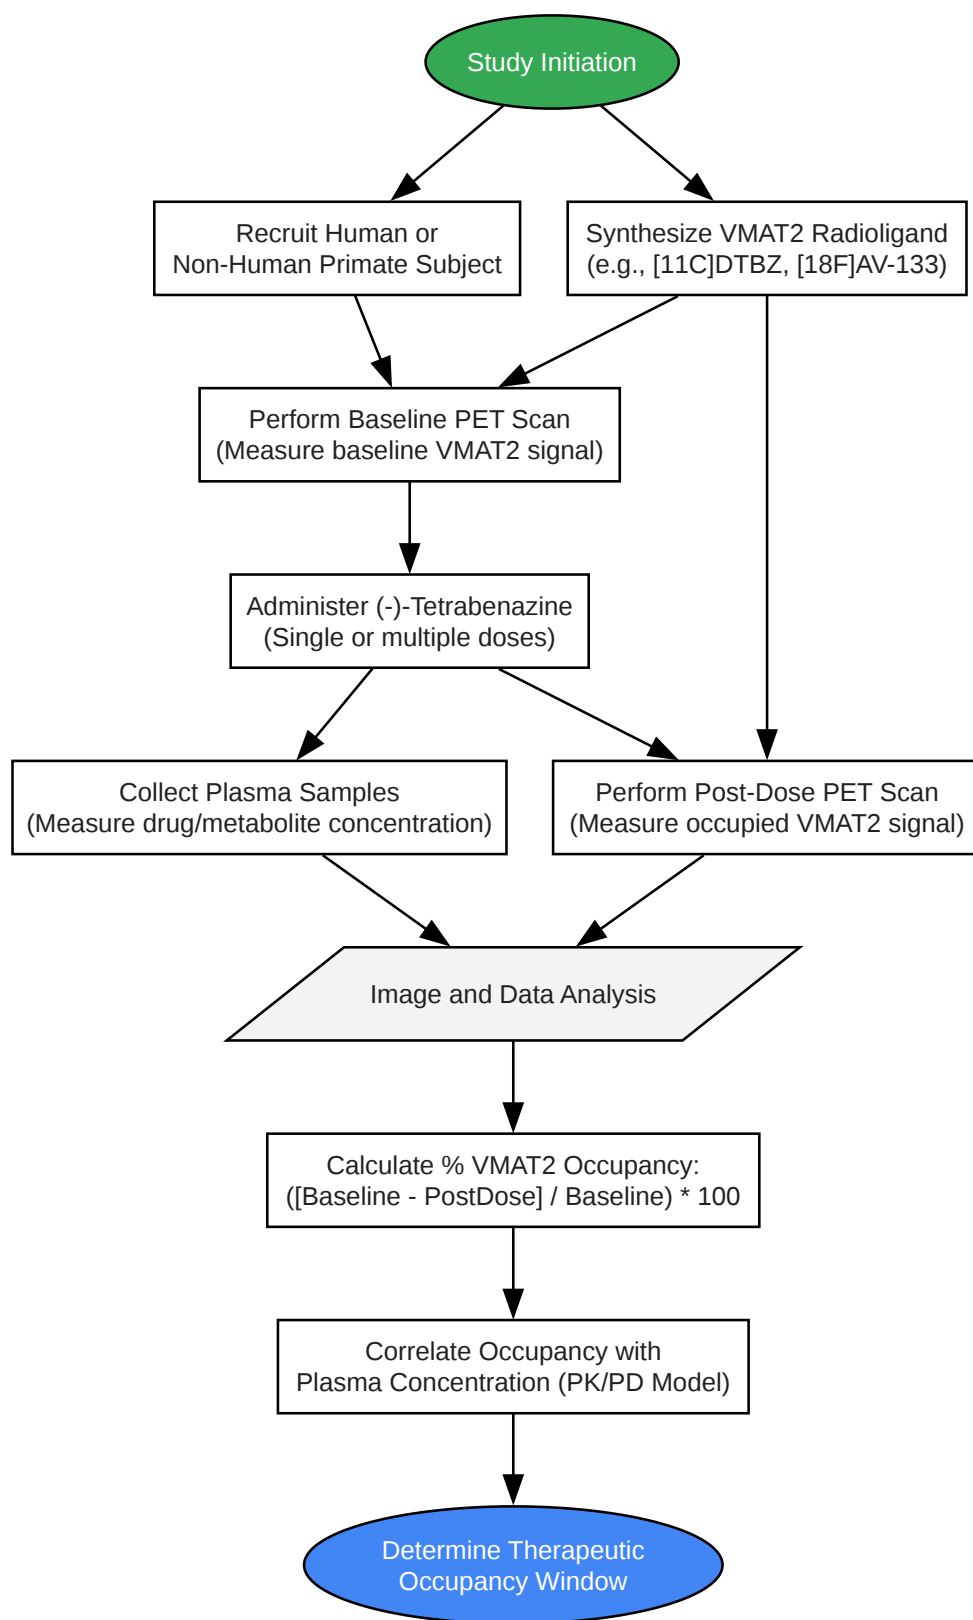 Study Initiation
Recruit Human or
Non-Human Primate Subject
Synthesize VMAT2 Radioligand
(e.g., [11C]DTBZ, [18F]AV-133)
Perform Baseline PET Scan
(Measure baseline VMAT2 signal)
Administer (-)-Tetrabenazine
(Single or multiple doses)
Collect Plasma Samples
(Measure drug/metabolite concentration)
Perform Post-Dose PET Scan
(Measure occupied VMAT2 signal)
Image and Data Analysis
Calculate % VMAT2 Occupancy:
([Baseline - PostDose] / Baseline) * 100
Correlate Occupancy with
Plasma Concentration (PK/PD Model)
Determine Therapeutic
Occupancy Window